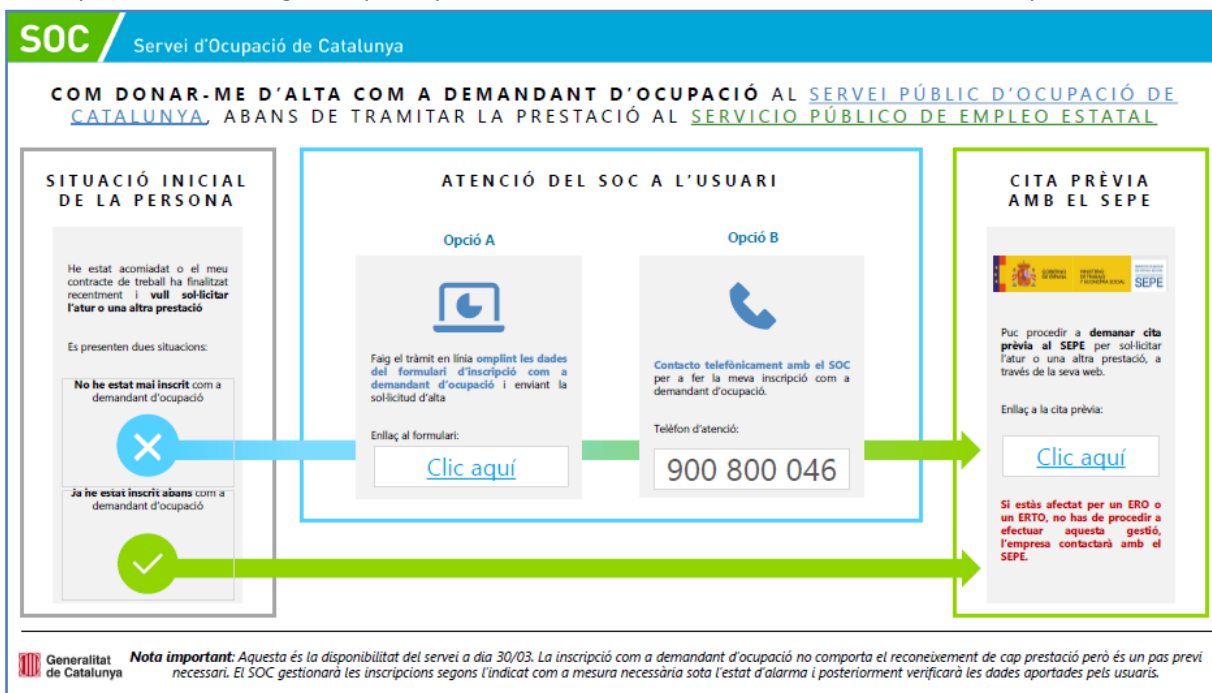 SOC
Servei d'Ocupació de Catalunya
COM DONAR-ME D'ALTA COM A DEMANDANT D'OCUPACIÓ AL SERVEI PÚBLIC D'OCUPACIÓ DE
CATALUNYA, ABANS DE TRAMITAR LA PRESTACIÓ AL SERVICIO PÚBLICO DE EMPLEO ESTATAL
SITUACIÓ INICIAL
DE LA PERSONA
He estat acomiadat o el meu
contracte de treball ha finalitzat
recentment i vull sol·licitar
l'atur o una altra prestació
Es presenten dues situacions:
No he estat mai inscrit com a
demandant d'ocupació
Ja he estat inscrit abans com a
demandant d'ocupació
ATENCIÓ DEL SOC A L'USUARI
Opció A
Faig el tràmit en línia omplint les dades
del formulari d'inscripció com a
demandant d'ocupació i enviant la
sol·licitud d'alta
Enllaç al formulari:
Clic aquí
Opció B
Contacto telefònicament amb el SOC
per a fer la meva inscripció com a
demandant d'ocupació.
Telèfon d'atenció:
900 800 046
CITA PRÈVIA
AMB EL SEPE
GOBIERNO
DE ESPAÑA
MINISTERIO
DE TRABAJO
Y ECONOMÍA SOCIAL
SEPE
Puc procedir a demanar cita
prèvia al SEPE per sol·licitar
l'atur o una altra prestació, a
través de la seva web.
Enllaç a la cita prèvia:
Clic aquí
Si estàs afectat per un ERO o
un ERTO, no has de procedir a
efectuar aquesta gestió,
l'empresa contactarà amb el
SEPE.
Generalitat
de Catalunya
Nota important: Aquesta és la disponibilitat del servei a dia 30/03. La inscripció com a demandant d'ocupació no comporta el reconeixement de cap prestació però és un pas previ
necessari. El SOC gestionarà les inscripcions segons l'indicat com a mesura necessària sota l'estat d'alarma i posteriorment verificarà les dades aportades pels usuaris.